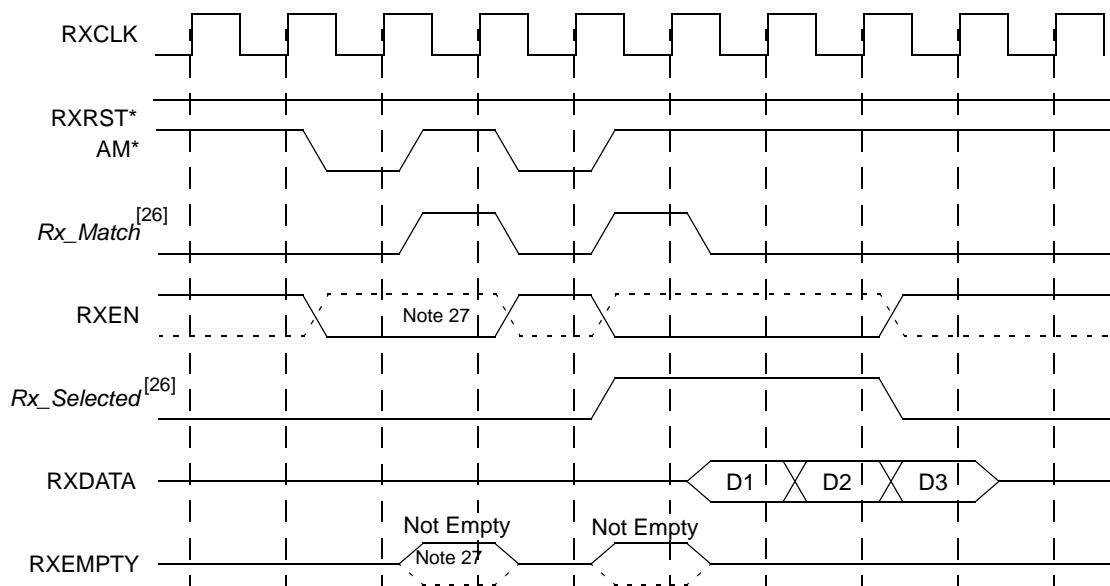 RXCLK
RXRST*
AM*
Rx_Match[26]
RXEN
Note 27
Rx_Selected[26]
RXDATA
D1 D2 D3
Not Empty Not Empty
RXEMPTY
Note 27